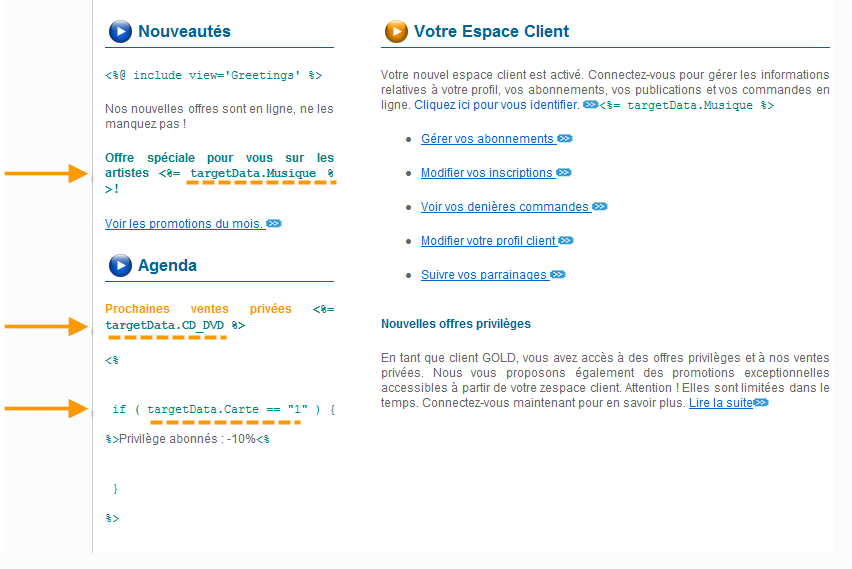 Nouveautés
<%@ include view='Greetings' %>
Nos nouvelles offres sont en ligne, ne les
manquez pas !
Offre spéciale pour vous sur les
artistes <%= targetData.Musique %
>!
Voir les promotions du mois.
Agenda
Prochaines ventes privées <%=
targetData.CD_DVD %>
<%
if ( targetData.Carte == "1" ) {
%>Privilège abonnés : -10%<%
}
%>
Votre Espace Client
Votre nouvel espace client est activé. Connectez-vous pour gérer les informations
relatives à votre profil, vos abonnements, vos publications et vos commandes en
ligne. Cliquez ici pour vous identifier. <%= targetData.Musique %>
Gérer vos abonnements
Modifier vos inscriptions
Voir vos denières commandes
Modifier votre profil client
Suivre vos parrainages
Nouvelles offres privilèges
En tant que client GOLD, vous avez accès à des offres privilèges et à nos ventes
privées. Nous vous proposons également des promotions exceptionnelles
accessibles à partir de votre zespace client. Attention ! Elles sont limitées dans le
temps. Connectez-vous maintenant pour en savoir plus. Lire la suite